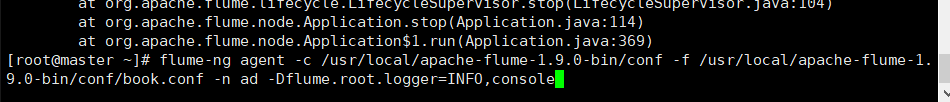 at org.apache.flume.lifecycle.LifecycleSupervisor.stop(LifecycleSupervisor.java:104)
at org.apache.flume.node.Application.stop(Application.java:114)
at org.apache.flume.node.Application$1.run(Application.java:369)
[root@master ~]# flume-ng agent -c /usr/local/apache-flume-1.9.0-bin/conf -f /usr/local/apache-flume-1.
9.0-bin/conf/book.conf -n ad -Dflume.root.logger=INFO,console